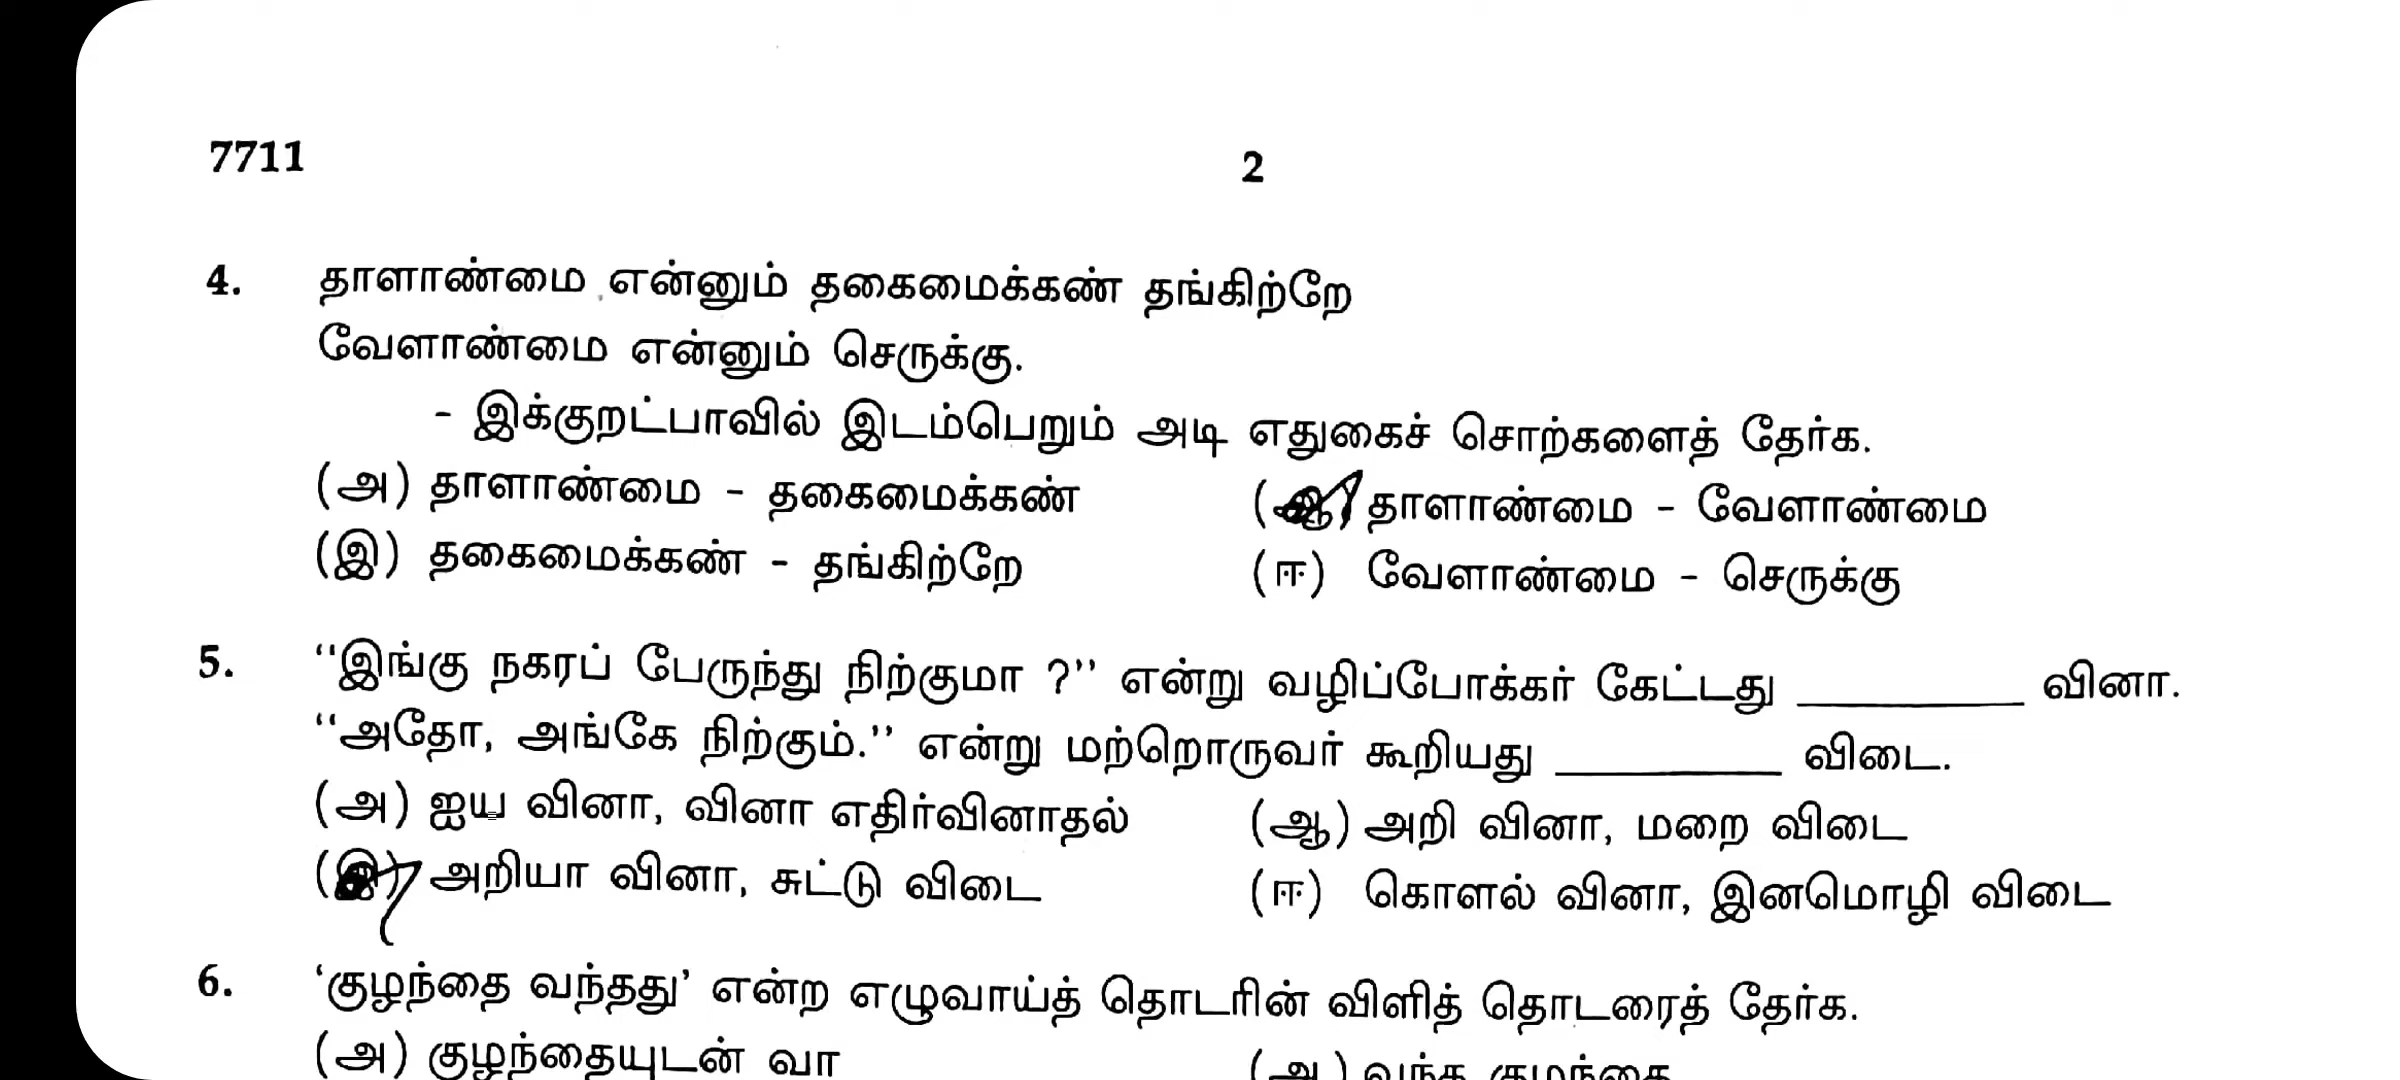 7711
2
4. தாளாண்மை என்னும் தகைமைக்கண் தங்கிற்றே
வேளாண்மை என்னும் செருக்கு.
- இக்குறட்பாவில் இடம்பெறும் அடி எதுகைச் சொற்களைத் தேர்க.
(அ) தாளாண்மை - தகைமைக்கண் (ஆ) தாளாண்மை - வேளாண்மை
(இ) தகைமைக்கண் - தங்கிற்றே (ஈ) வேளாண்மை - செருக்கு
5. “இங்கு நகரப் பேருந்து நிற்குமா ?” என்று வழிப்போக்கர் கேட்டது ________ வினா.
“அதோ, அங்கே நிற்கும்.” என்று மற்றொருவர் கூறியது ________ விடை.
(அ) ஐய வினா, வினா எதிர்வினாதல் (ஆ) அறி வினா, மறை விடை
(இ) அறியா வினா, சுட்டு விடை (ஈ) கொளல் வினா, இனமொழி விடை
6. ‘குழந்தை வந்தது’ என்ற எழுவாய்த் தொடரின் விளித் தொடரைத் தேர்க.
(அ) குழந்தையுடன் வா (ஆ) வந்த குழந்தை